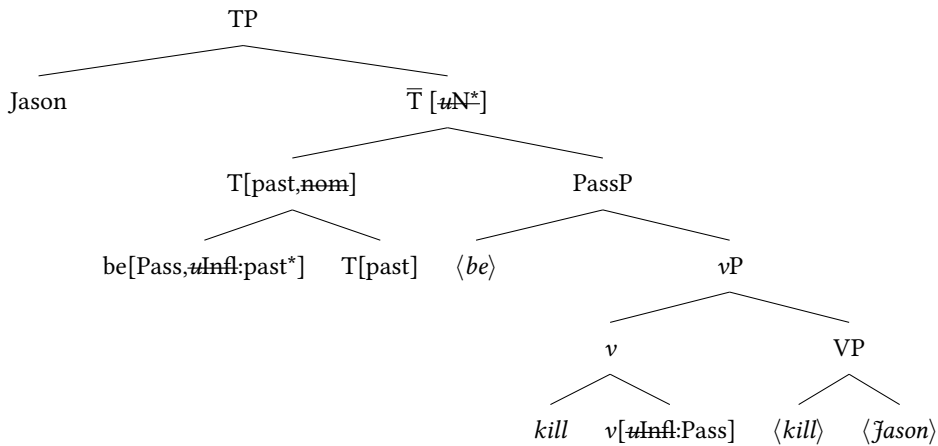 TP
Jason T̅ [uN*]
T[past,nom] PassP
be[Pass,uInfl:past*] T[past] ⟨be⟩ vP
v VP
kill v[uInfl:Pass] ⟨kill⟩ ⟨Jason⟩